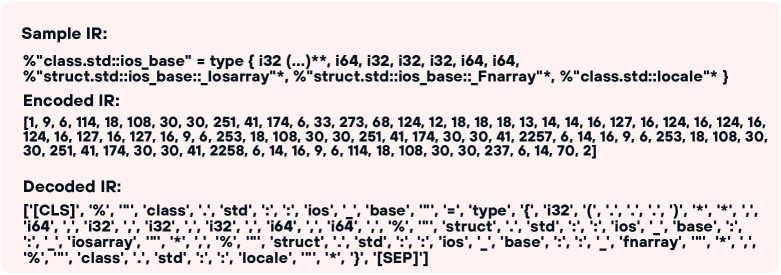 Sample IR:
%"class.std::ios_base" = type { i32 (...)**, i64, i32, i32, i32, i64, i64,
%"struct.std::ios_base::_Iosarray"*, %"struct.std::ios_base::_Fnarray"*, %"class.std::locale"* }
Encoded IR:
[1, 9, 6, 114, 18, 108, 30, 30, 251, 41, 174, 6, 33, 273, 68, 124, 12, 18, 18, 18, 13, 14, 14, 16, 127, 16, 124, 16, 124, 16,
124, 16, 127, 16, 127, 16, 9, 6, 253, 18, 108, 30, 30, 251, 41, 174, 30, 30, 41, 2257, 6, 14, 16, 9, 6, 253, 18, 108, 30,
30, 251, 41, 174, 30, 30, 41, 2258, 6, 14, 16, 9, 6, 114, 18, 108, 30, 30, 237, 6, 14, 70, 2]
Decoded IR:
['[CLS]', '%', '"', 'class', '.', 'std', ':', ':', 'ios', '_', 'base', '"', '=', 'type', '{', 'i32', '(', '.', '.', '.', ')', '*', '*', ',',
'i64', ',', 'i32', ',', 'i32', ',', 'i32', ',', 'i64', ',', 'i64', ',', '%', '"', 'struct', '.', 'std', ':', ':', 'ios', '_', 'base', ':',
':', '_', 'iosarray', '"', '*', ',', '%', '"', 'struct', '.', 'std', ':', ':', 'ios', '_', 'base', ':', ':', '_', 'fnarray', '"', '*', ',',
'%', '"', 'class', '.', 'std', ':', ':', 'locale', '"', '*', '}', '[SEP]']